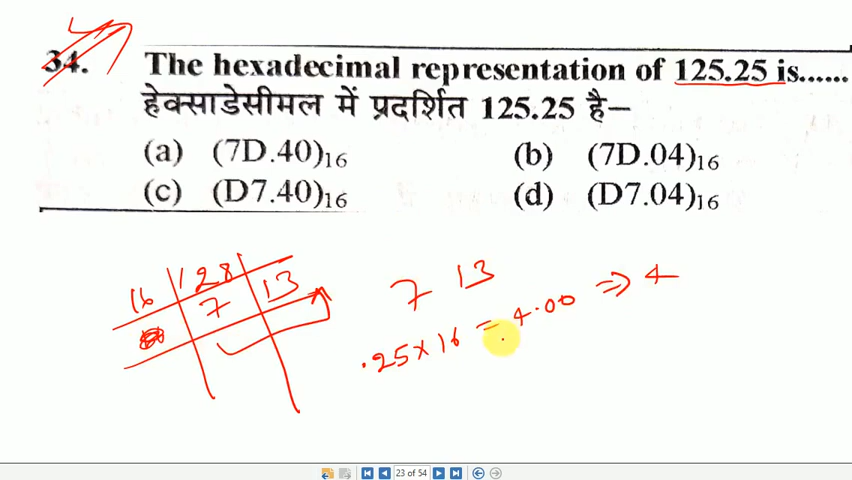 34. The hexadecimal representation of 125.25 is......
हेक्साडेसीमल में प्रदर्शित 125.25 है–
(a) (7D.40)16 (b) (7D.04)16
(c) (D7.40)16 (d) (D7.04)16
16 128
7 13
7 13
.25×16 = 4.00 ⇒ 4
23 of 54